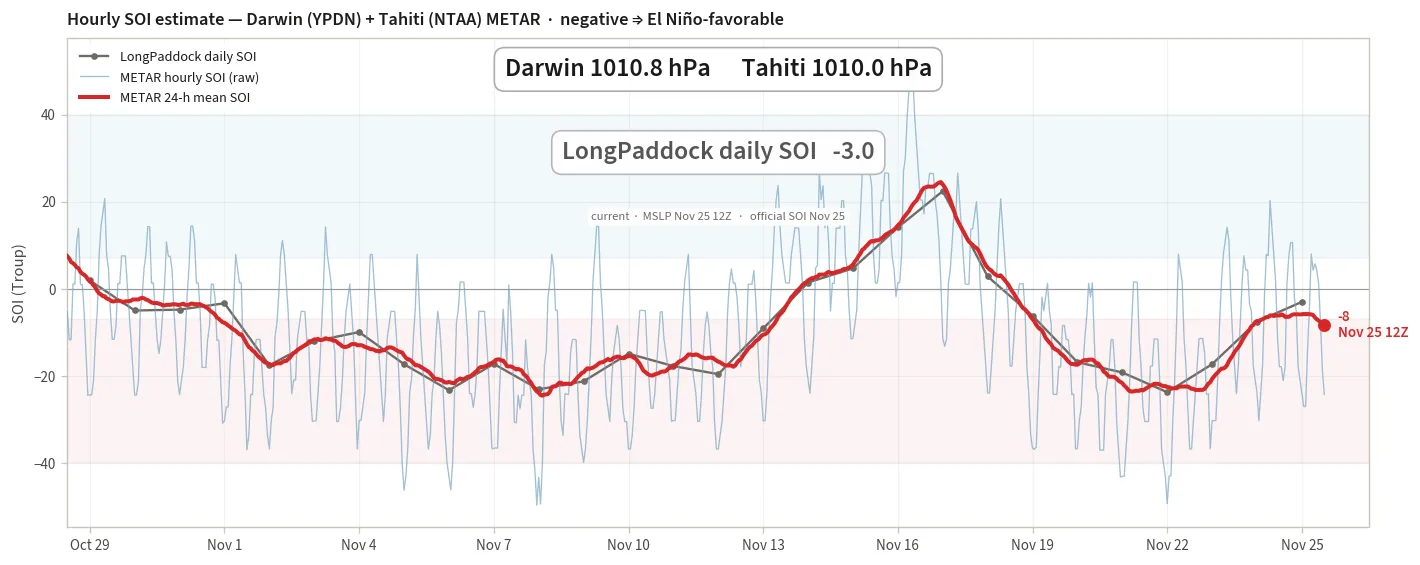 Hourly SOI estimate — Darwin (YPDN) + Tahiti (NTAA) METAR · negative ⇒ El Niño-favorable
LongPaddock daily SOI
METAR hourly SOI (raw)
METAR 24-h mean SOI
Darwin 1010.8 hPa Tahiti 1010.0 hPa
LongPaddock daily SOI -3.0
current · MSLP Nov 25 12Z · official SOI Nov 25
SOI (Troup)
40
20
0
−20
−40
-8
Nov 25 12Z
Oct 29 Nov 1 Nov 4 Nov 7 Nov 10 Nov 13 Nov 16 Nov 19 Nov 22 Nov 25